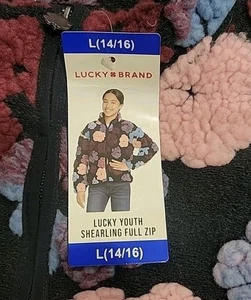 L(14/16)
LUCKY BRAND
LUCKY YOUTH
SHEARLING FULL ZIP
L(14/16)